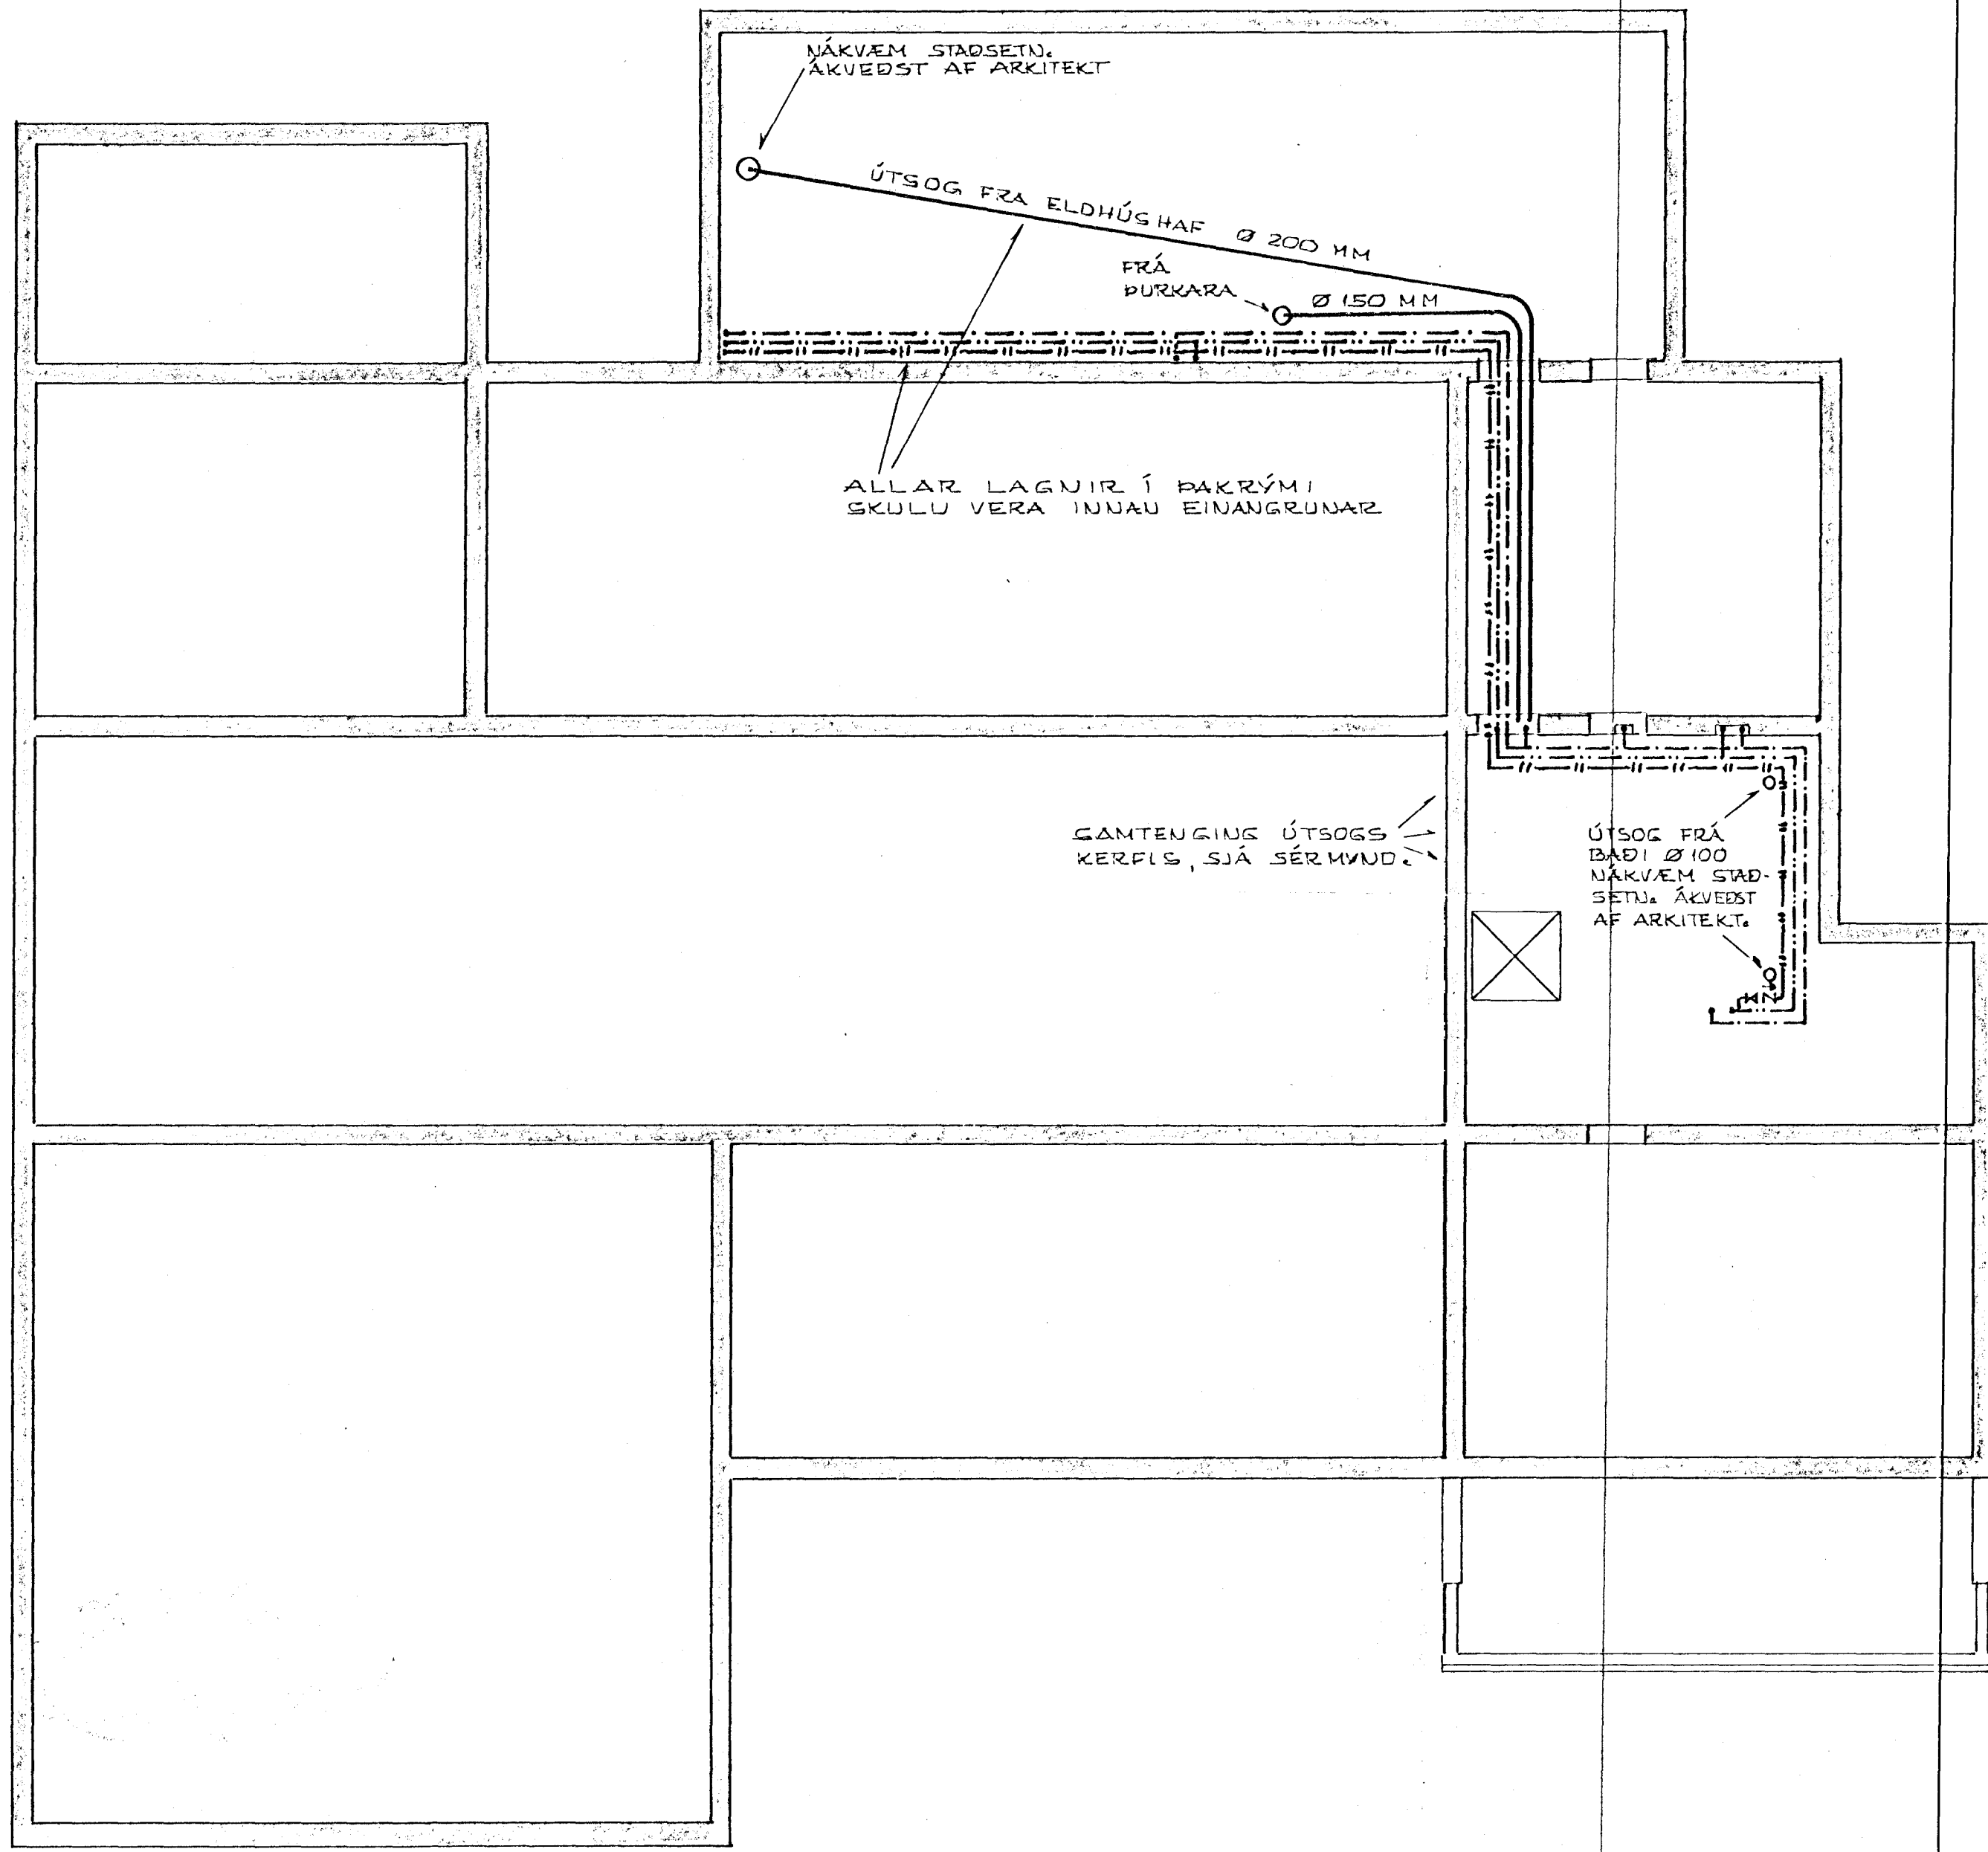 NÁKVÆM STAÐSETN.
ÁKVEÐST AF ARKITEKT
ÚTSOG FRA ELDHÚSHAF Ø 200 MM
FRÁ
ÞURKARA
Ø 150 MM
ALLAR LAGNIR Í ÞAKRÝMI
SKULU VERA INNAN EINANGRUNAR
SAMTENGING ÚTSOGS
KERFIS, SJÁ SÉRMYND.
ÚTSOG FRÁ
BAÐI Ø 100
NÁKVÆM STAÐ-
SETN. ÁKVEÐST
AF ARKITEKT.